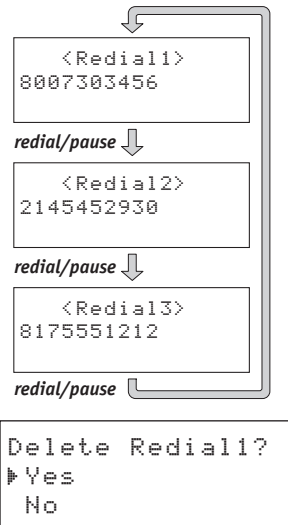 <Redial1>
8007303456
redial/pause
<Redial2>
2145452930
redial/pause
<Redial3>
8175551212
redial/pause
Delete Redial1?
▶Yes
No